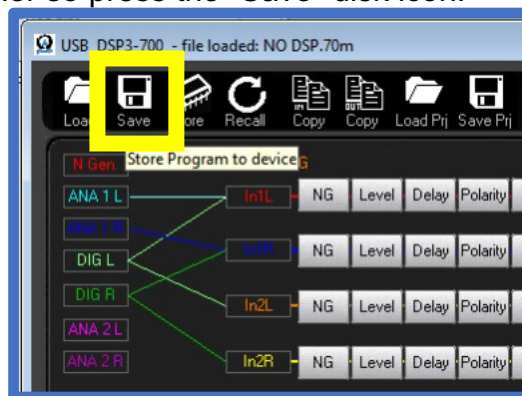 USB DSP3-700 - file loaded: NO DSP.70m
Save Recall Copy Copy Load Prj Save Prj
N Gen. Store Program to device
ANA 1 L In1L NG Level Delay Polarity
ANA 1 R
In1R NG Level Delay Polarity
DIG L
DIG R In2L NG Level Delay Polarity
ANA 2 L
ANA 2 R In2R NG Level Delay Polarity